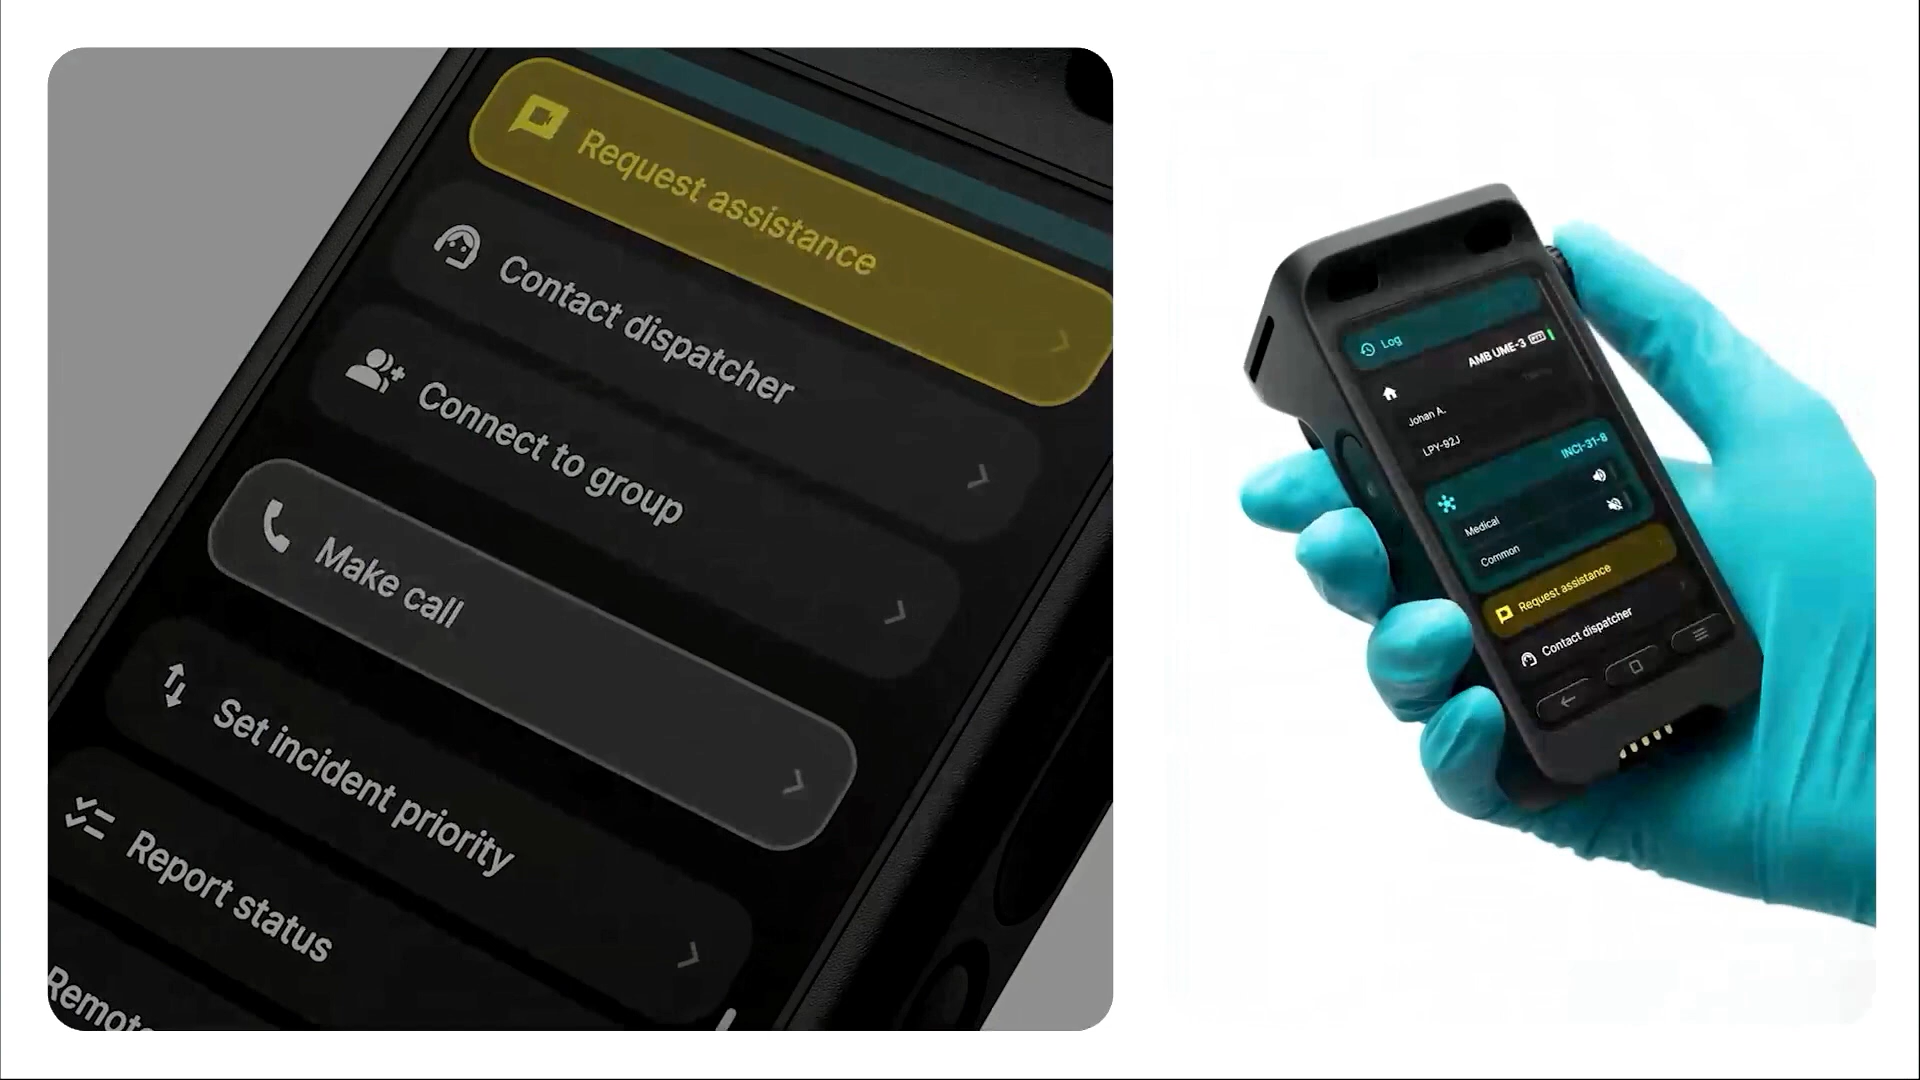 Request assistance
Contact dispatcher
Connect to group
Make call
Set incident priority
Report status
Log
AMB UME-3 PTT
Johan A.
LPY-92J
INCI-31-8
Medical
Common
Request assistance
Contact dispatcher